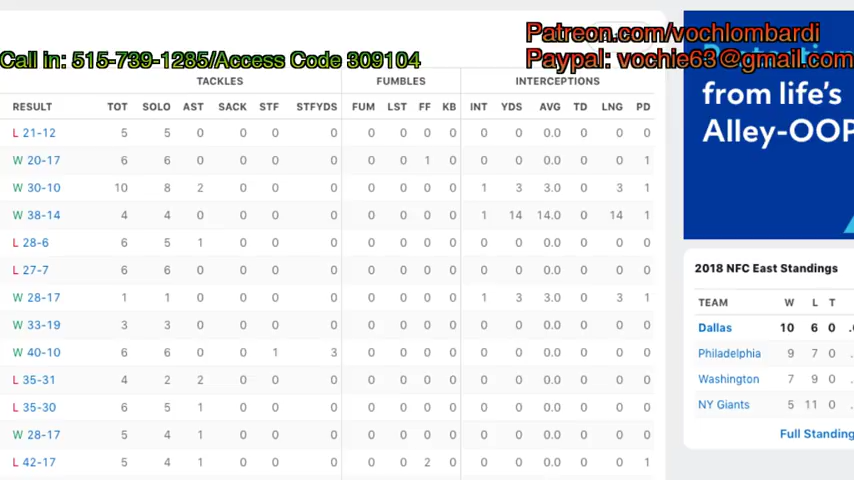 Patreon.com/vochlombardi
Call in: 515-739-1285/Access Code 309104
Paypal: vochie63@gmail.com
from life's
Alley-OOP
TACKLES FUMBLES INTERCEPTIONS
RESULT TOT SOLO AST SACK STF STFYDS FUM LST FF KB INT YDS AVG TD LNG PD
L 21-12 5 5 0 0 0 0 0 0 0 0 0 0 0.0 0 0 0
W 20-17 6 6 0 0 0 0 0 0 1 0 0 0 0.0 0 0 1
W 30-10 10 8 2 0 0 0 0 0 0 0 1 3 3.0 0 3 1
W 38-14 4 4 0 0 0 0 0 0 0 0 1 14 14.0 0 14 1
L 28-6 6 5 1 0 0 0 0 0 0 0 0 0 0.0 0 0 0
L 27-7 6 6 0 0 0 0 0 0 0 0 0 0 0.0 0 0 0
W 28-17 1 1 0 0 0 0 0 0 0 0 1 3 3.0 0 3 1
W 33-19 3 3 0 0 0 0 0 0 0 0 0 0 0.0 0 0 0
W 40-10 6 6 0 0 1 3 0 0 0 0 0 0 0.0 0 0 0
L 35-31 4 2 2 0 0 0 0 0 0 0 0 0 0.0 0 0 0
L 35-30 6 5 1 0 0 0 0 0 0 0 0 0 0.0 0 0 0
W 28-17 5 4 1 0 0 0 0 0 0 0 0 0 0.0 0 0 0
L 42-17 5 4 1 0 0 0 0 0 2 0 0 0 0.0 0 0 1
2018 NFC East Standings
TEAM W L T
Dallas 10 6 0
Philadelphia 9 7 0
Washington 7 9 0
NY Giants 5 11 0
Full Standing